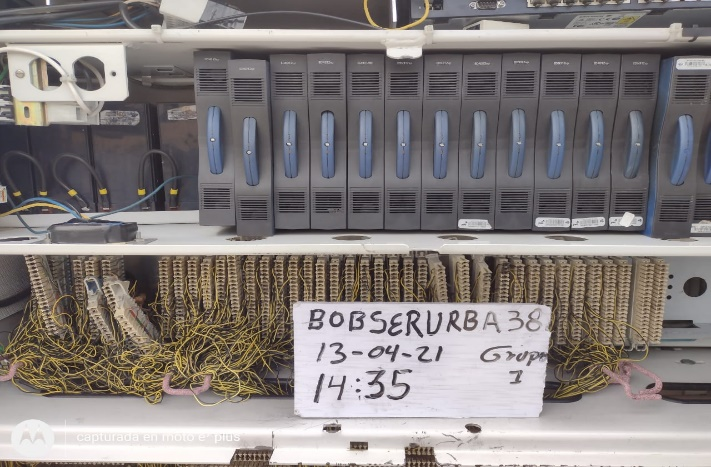 BOBSERURBA38
13-04-21 Grupo
14:35 1
capturada en moto e⁵ plus